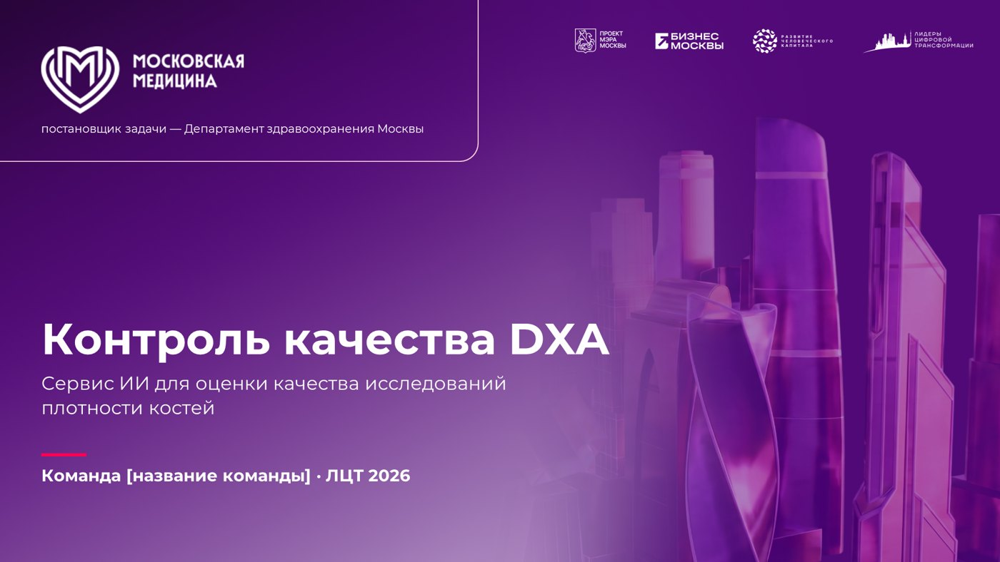 МОСКОВСКАЯ
МЕДИЦИНА
постановщик задачи — Департамент здравоохранения Москвы
ПРОЕКТ
МЭРА
МОСКВЫ
БИЗНЕС
МОСКВЫ
РАЗВИТИЕ
ЧЕЛОВЕЧЕСКОГО
КАПИТАЛА
ЛИДЕРЫ
ЦИФРОВОЙ
ТРАНСФОРМАЦИИ
Контроль качества DXA
Сервис ИИ для оценки качества исследований
плотности костей
Команда [название команды] · ЛЦТ 2026